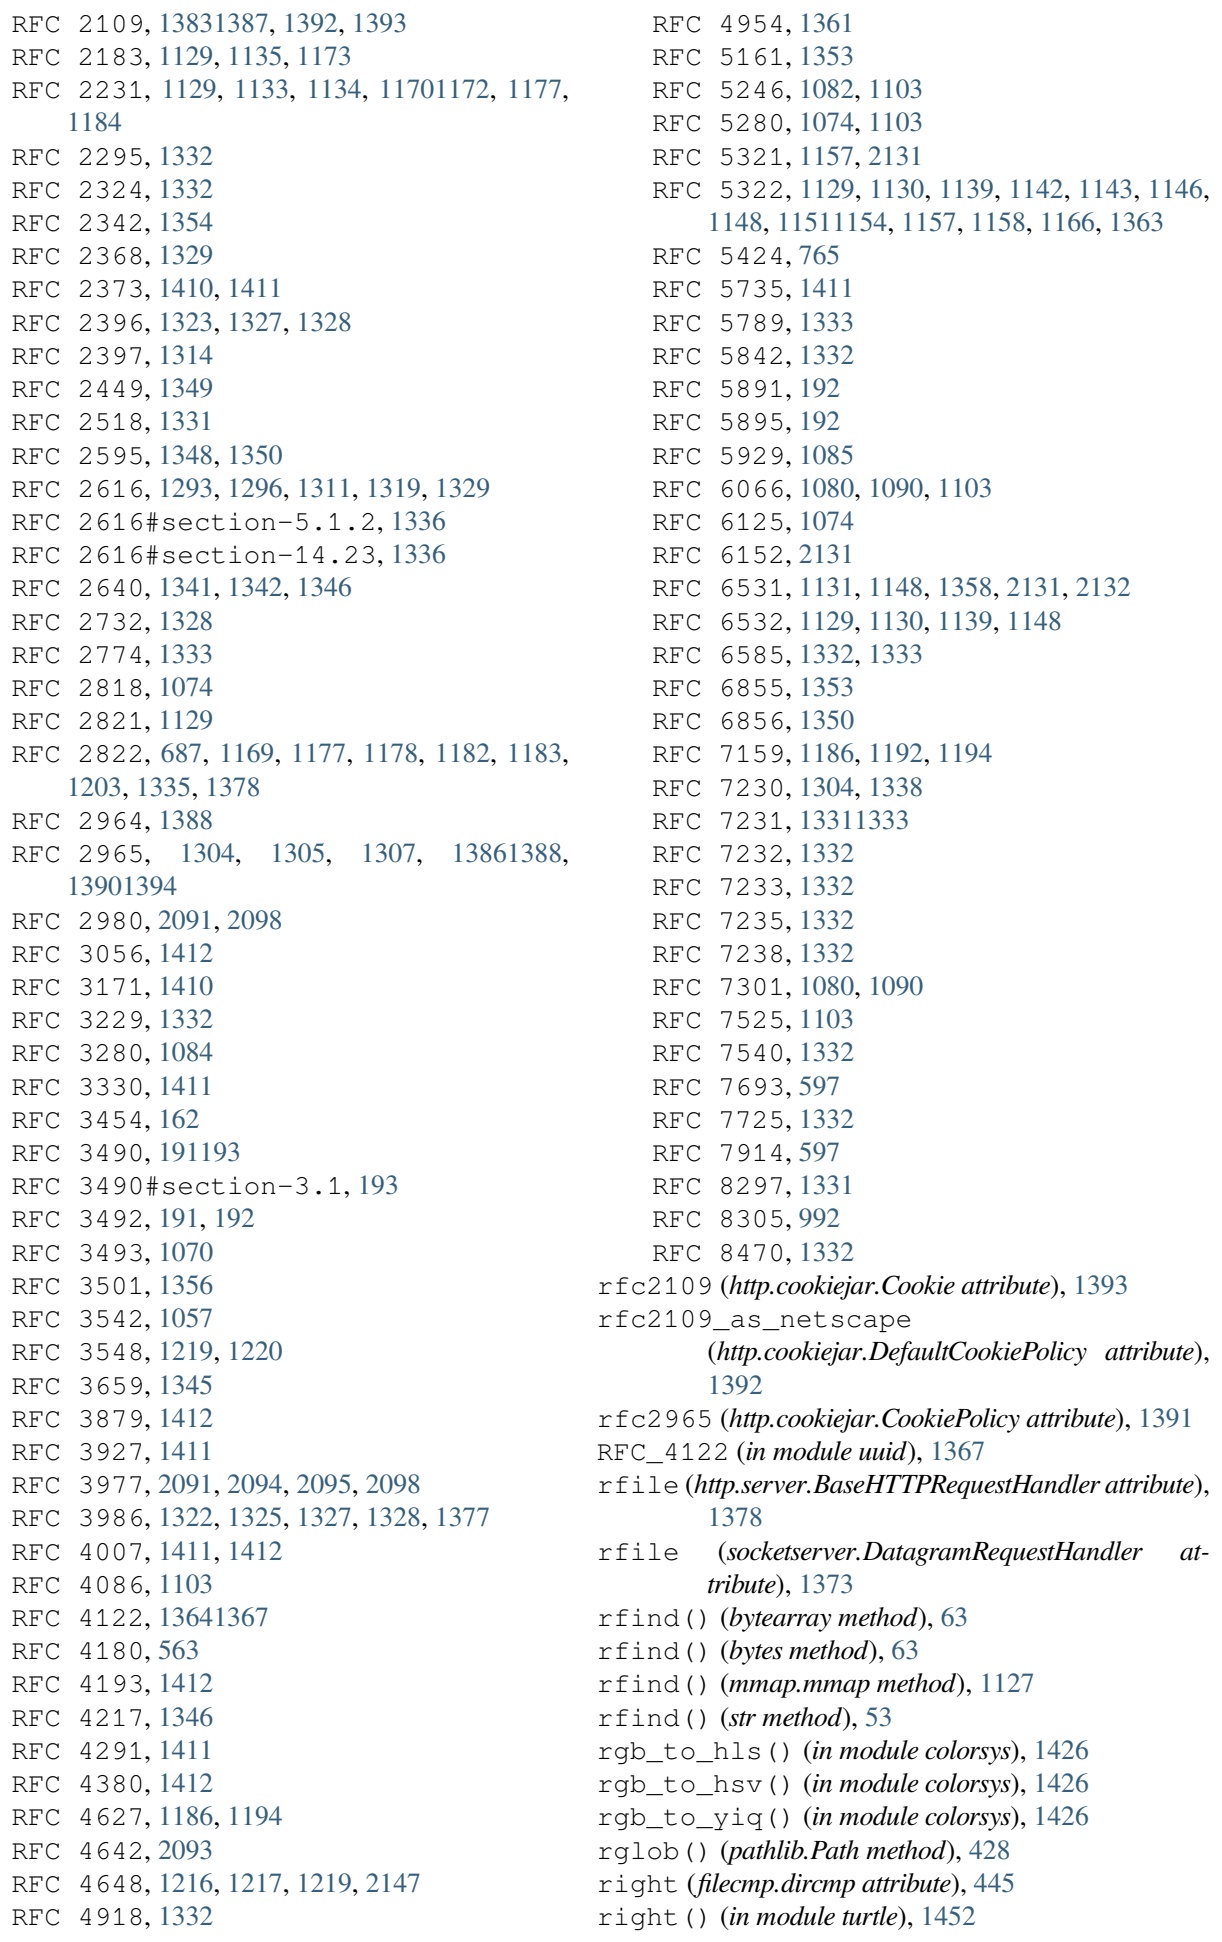 RFC 2109, 13831387, 1392, 1393
RFC 2183, 1129, 1135, 1173
RFC 2231, 1129, 1133, 1134, 11701172, 1177,
1184
RFC 2295, 1332
RFC 2324, 1332
RFC 2342, 1354
RFC 2368, 1329
RFC 2373, 1410, 1411
RFC 2396, 1323, 1327, 1328
RFC 2397, 1314
RFC 2449, 1349
RFC 2518, 1331
RFC 2595, 1348, 1350
RFC 2616, 1293, 1296, 1311, 1319, 1329
RFC 2616#section-5.1.2, 1336
RFC 2616#section-14.23, 1336
RFC 2640, 1341, 1342, 1346
RFC 2732, 1328
RFC 2774, 1333
RFC 2818, 1074
RFC 2821, 1129
RFC 2822, 687, 1169, 1177, 1178, 1182, 1183,
1203, 1335, 1378
RFC 2964, 1388
RFC 2965, 1304, 1305, 1307, 13861388,
13901394
RFC 2980, 2091, 2098
RFC 3056, 1412
RFC 3171, 1410
RFC 3229, 1332
RFC 3280, 1084
RFC 3330, 1411
RFC 3454, 162
RFC 3490, 191193
RFC 3490#section-3.1, 193
RFC 3492, 191, 192
RFC 3493, 1070
RFC 3501, 1356
RFC 3542, 1057
RFC 3548, 1219, 1220
RFC 3659, 1345
RFC 3879, 1412
RFC 3927, 1411
RFC 3977, 2091, 2094, 2095, 2098
RFC 3986, 1322, 1325, 1327, 1328, 1377
RFC 4007, 1411, 1412
RFC 4086, 1103
RFC 4122, 13641367
RFC 4180, 563
RFC 4193, 1412
RFC 4217, 1346
RFC 4291, 1411
RFC 4380, 1412
RFC 4627, 1186, 1194
RFC 4642, 2093
RFC 4648, 1216, 1217, 1219, 2147
RFC 4918, 1332
RFC 4954, 1361
RFC 5161, 1353
RFC 5246, 1082, 1103
RFC 5280, 1074, 1103
RFC 5321, 1157, 2131
RFC 5322, 1129, 1130, 1139, 1142, 1143, 1146,
1148, 11511154, 1157, 1158, 1166, 1363
RFC 5424, 765
RFC 5735, 1411
RFC 5789, 1333
RFC 5842, 1332
RFC 5891, 192
RFC 5895, 192
RFC 5929, 1085
RFC 6066, 1080, 1090, 1103
RFC 6125, 1074
RFC 6152, 2131
RFC 6531, 1131, 1148, 1358, 2131, 2132
RFC 6532, 1129, 1130, 1139, 1148
RFC 6585, 1332, 1333
RFC 6855, 1353
RFC 6856, 1350
RFC 7159, 1186, 1192, 1194
RFC 7230, 1304, 1338
RFC 7231, 13311333
RFC 7232, 1332
RFC 7233, 1332
RFC 7235, 1332
RFC 7238, 1332
RFC 7301, 1080, 1090
RFC 7525, 1103
RFC 7540, 1332
RFC 7693, 597
RFC 7725, 1332
RFC 7914, 597
RFC 8297, 1331
RFC 8305, 992
RFC 8470, 1332
rfc2109 (http.cookiejar.Cookie attribute), 1393
rfc2109_as_netscape
(http.cookiejar.DefaultCookiePolicy attribute),
1392
rfc2965 (http.cookiejar.CookiePolicy attribute), 1391
RFC_4122 (in module uuid), 1367
rfile (http.server.BaseHTTPRequestHandler attribute),
1378
rfile (socketserver.DatagramRequestHandler at-
tribute), 1373
rfind() (bytearray method), 63
rfind() (bytes method), 63
rfind() (mmap.mmap method), 1127
rfind() (str method), 53
rgb_to_hls() (in module colorsys), 1426
rgb_to_hsv() (in module colorsys), 1426
rgb_to_yiq() (in module colorsys), 1426
rglob() (pathlib.Path method), 428
right (filecmp.dircmp attribute), 445
right() (in module turtle), 1452